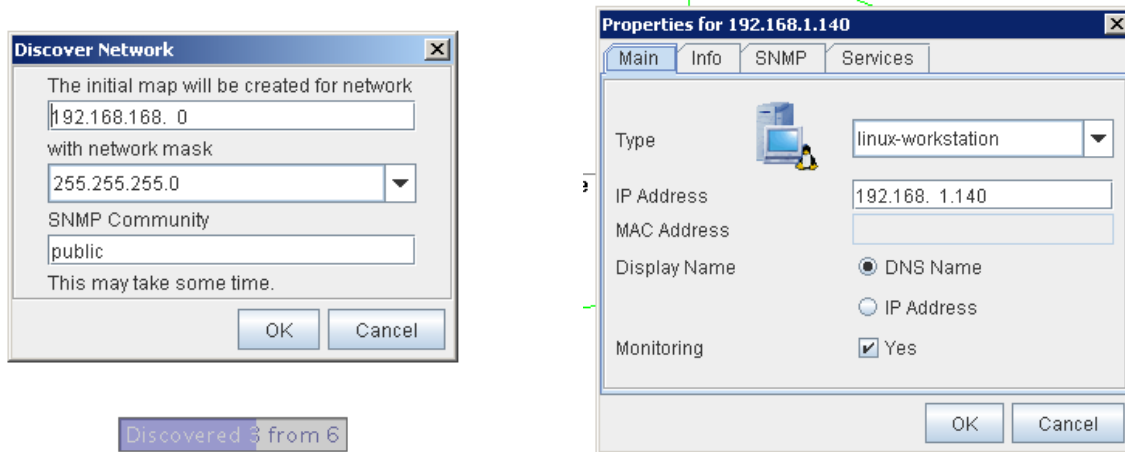 Discover Network
The initial map will be created for network
192.168.168. 0
with network mask
255.255.255.0
SNMP Community
public
This may take some time.
OK Cancel
Discovered 3 from 6
Properties for 192.168.1.140
Main Info SNMP Services
Type linux-workstation
IP Address 192.168. 1.140
MAC Address
Display Name DNS Name
IP Address
Monitoring Yes
OK Cancel